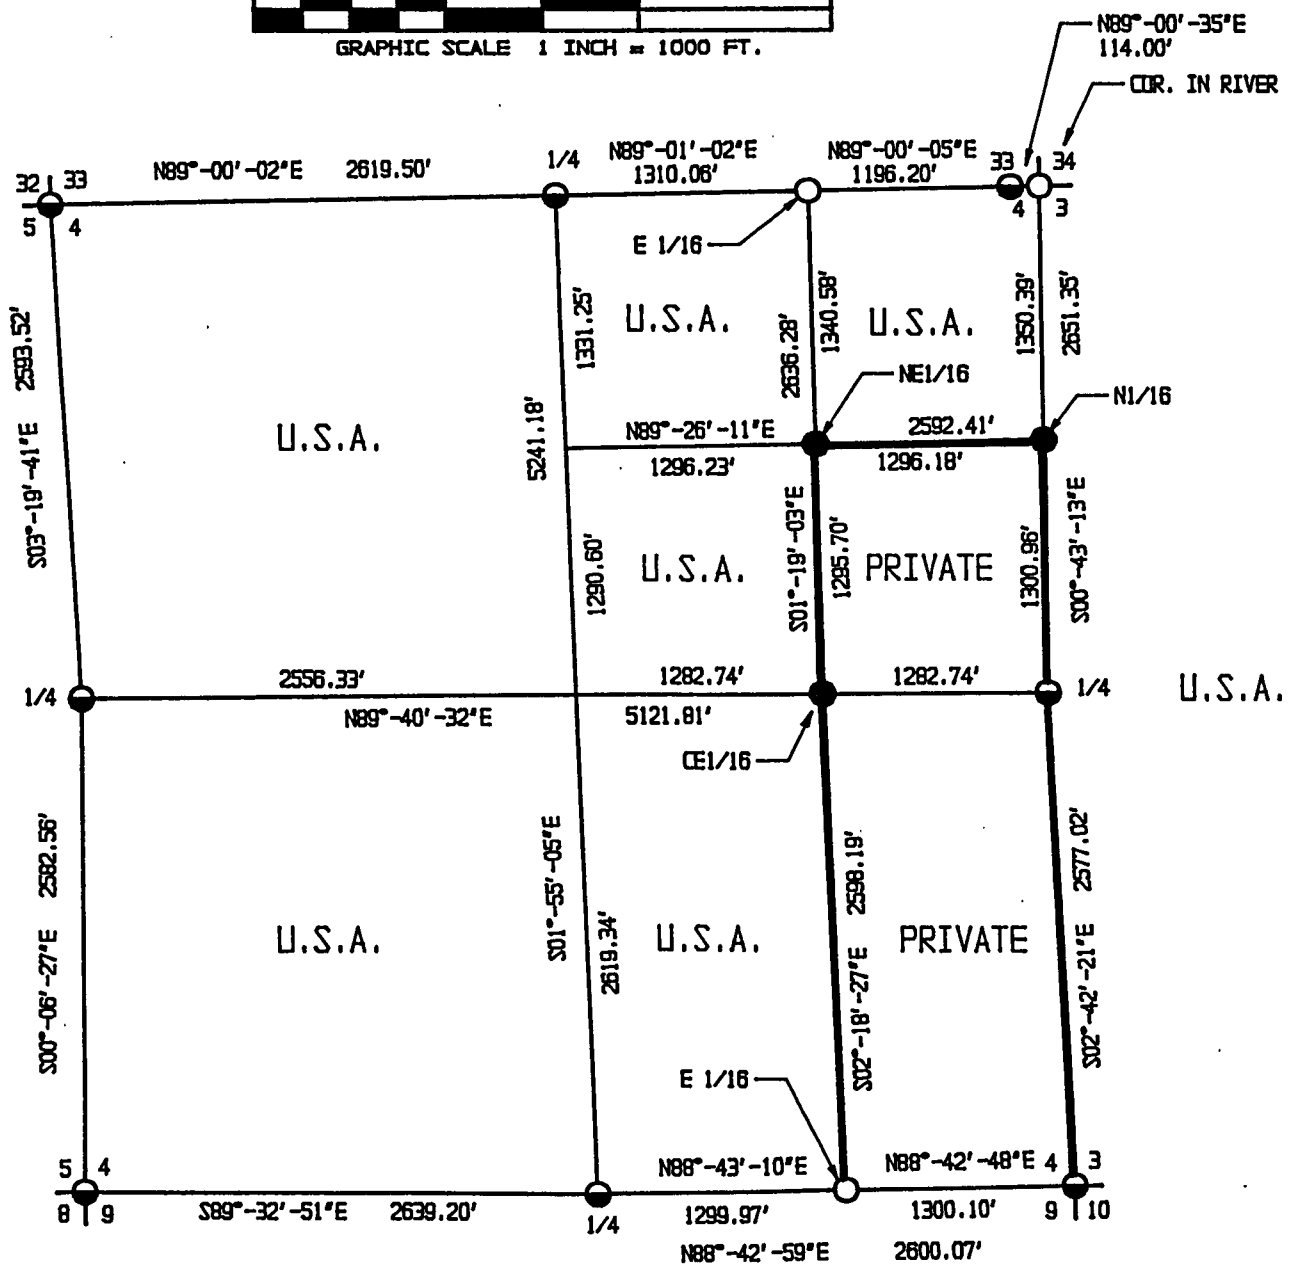 GRAPHIC SCALE 1 INCH = 1000 FT.
N89°-00'-35"E
114.00'
COR. IN RIVER
N89°-00'-02"E 2619.50'
1/4
N89°-01'-02"E
1310.06'
N89°-00'-05"E
1196.20'
33
34
32
33
5
4
4
3
E 1/16
S03°-19'-41"E 2593.52'
1331.25'
U.S.A.
2636.28'
1340.58'
U.S.A.
1350.39'
2651.35'
NE1/16
N1/16
U.S.A.
5241.18'
N89°-26'-11"E
1296.23'
2592.41'
1296.18'
1290.60'
U.S.A.
S01°-19'-03"E
1295.70'
PRIVATE
1300.96'
S00°-43'-13"E
1/4
2556.33'
1282.74'
1282.74'
1/4
U.S.A.
N89°-40'-32"E
5121.81'
CE1/16
S00°-06'-27"E 2582.56'
U.S.A.
S01°-55'-05"E
2619.34'
U.S.A.
S02°-18'-27"E 2598.19'
PRIVATE
S02°-42'-21"E 2577.02'
E 1/16
5
4
N88°-43'-10"E
N88°-42'-48"E
4
3
8
9
S89°-32'-51"E 2639.20'
1/4
1299.97'
1300.10'
9
10
N88°-42'-59"E 2600.07'